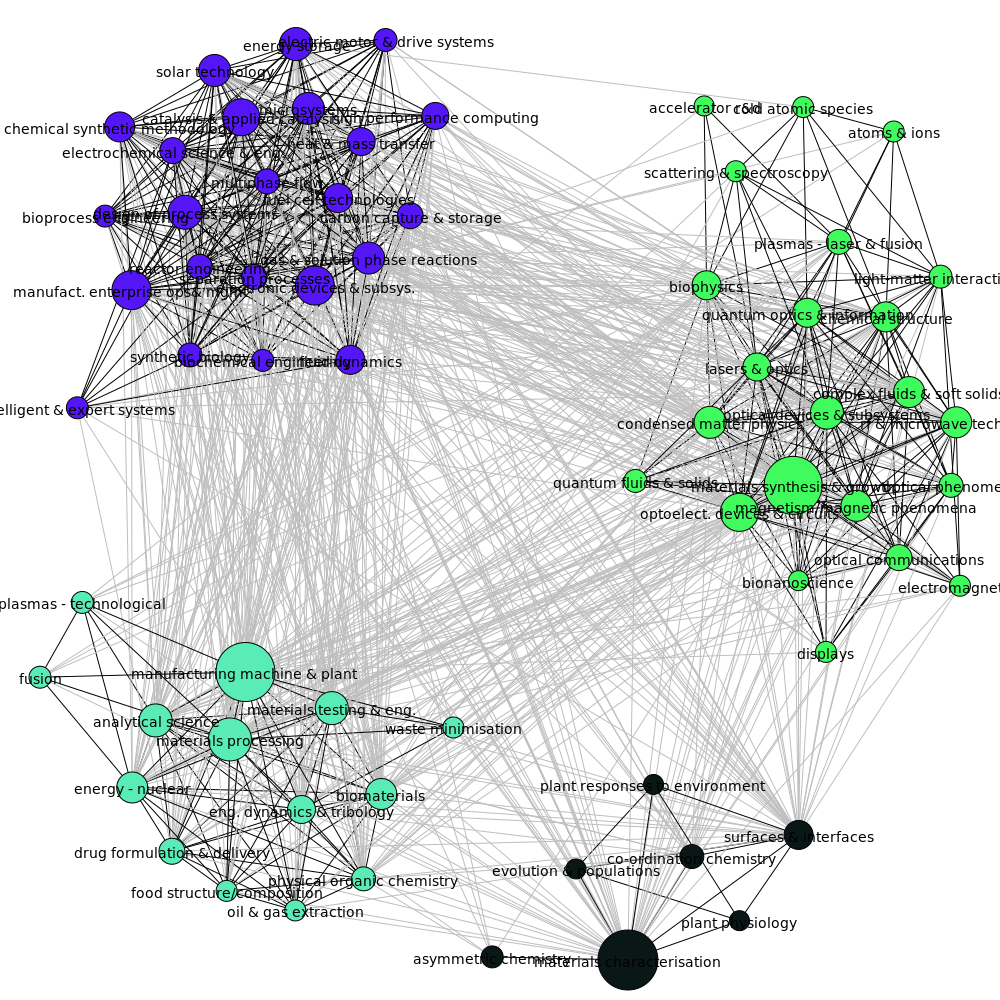 electric motor & drive systems
energy storage
solar technology
microsystems
catalysis & applied catalysis
high performance computing
chemical synthetic methodology
heat & mass transfer
electrochemical science & eng.
multiphase flow
fuel cell technologies
bioprocess engineering
design of process systems
carbon capture & storage
gas & solution phase reactions
reactor engineering
separation processes
electronic devices & subsys.
manufact. enterprise ops& mgmt
synthetic biology
biochemical engineering
fluid dynamics
elligent & expert systems
accelerator r&d
cold atomic species
atoms & ions
scattering & spectroscopy
plasmas - laser & fusion
light-matter interacti
biophysics
quantum optics & information
chemical structure
lasers & optics
complex fluids & soft solids
optical devices & subsystems
condensed matter physics
rf & microwave tech
quantum fluids & solids
materials synthesis & growth
optical phenome
magnetism/magnetic phenomena
optoelect. devices & circuits
optical communications
bionanoscience
electromagnet
displays
plasmas - technological
fusion
manufacturing machine & plant
materials testing & eng.
analytical science
waste minimisation
materials processing
energy - nuclear
biomaterials
eng. dynamics & tribology
drug formulation & delivery
physical organic chemistry
food structure/composition
oil & gas extraction
plant responses to environment
surfaces & interfaces
co-ordination chemistry
evolution & populations
plant physiology
asymmetric chemistry
materials characterisation